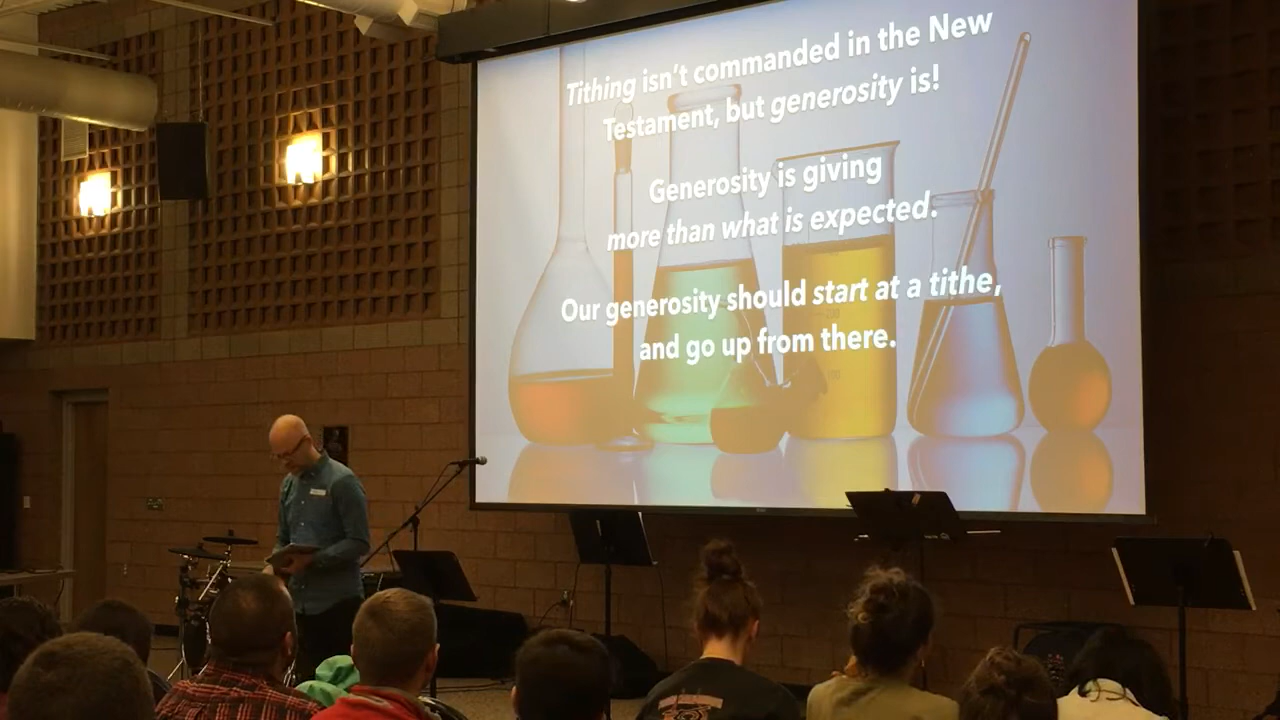 Tithing isn't commanded in the New
Testament, but generosity is!
Generosity is giving
more than what is expected.
Our generosity should start at a tithe,
and go up from there.